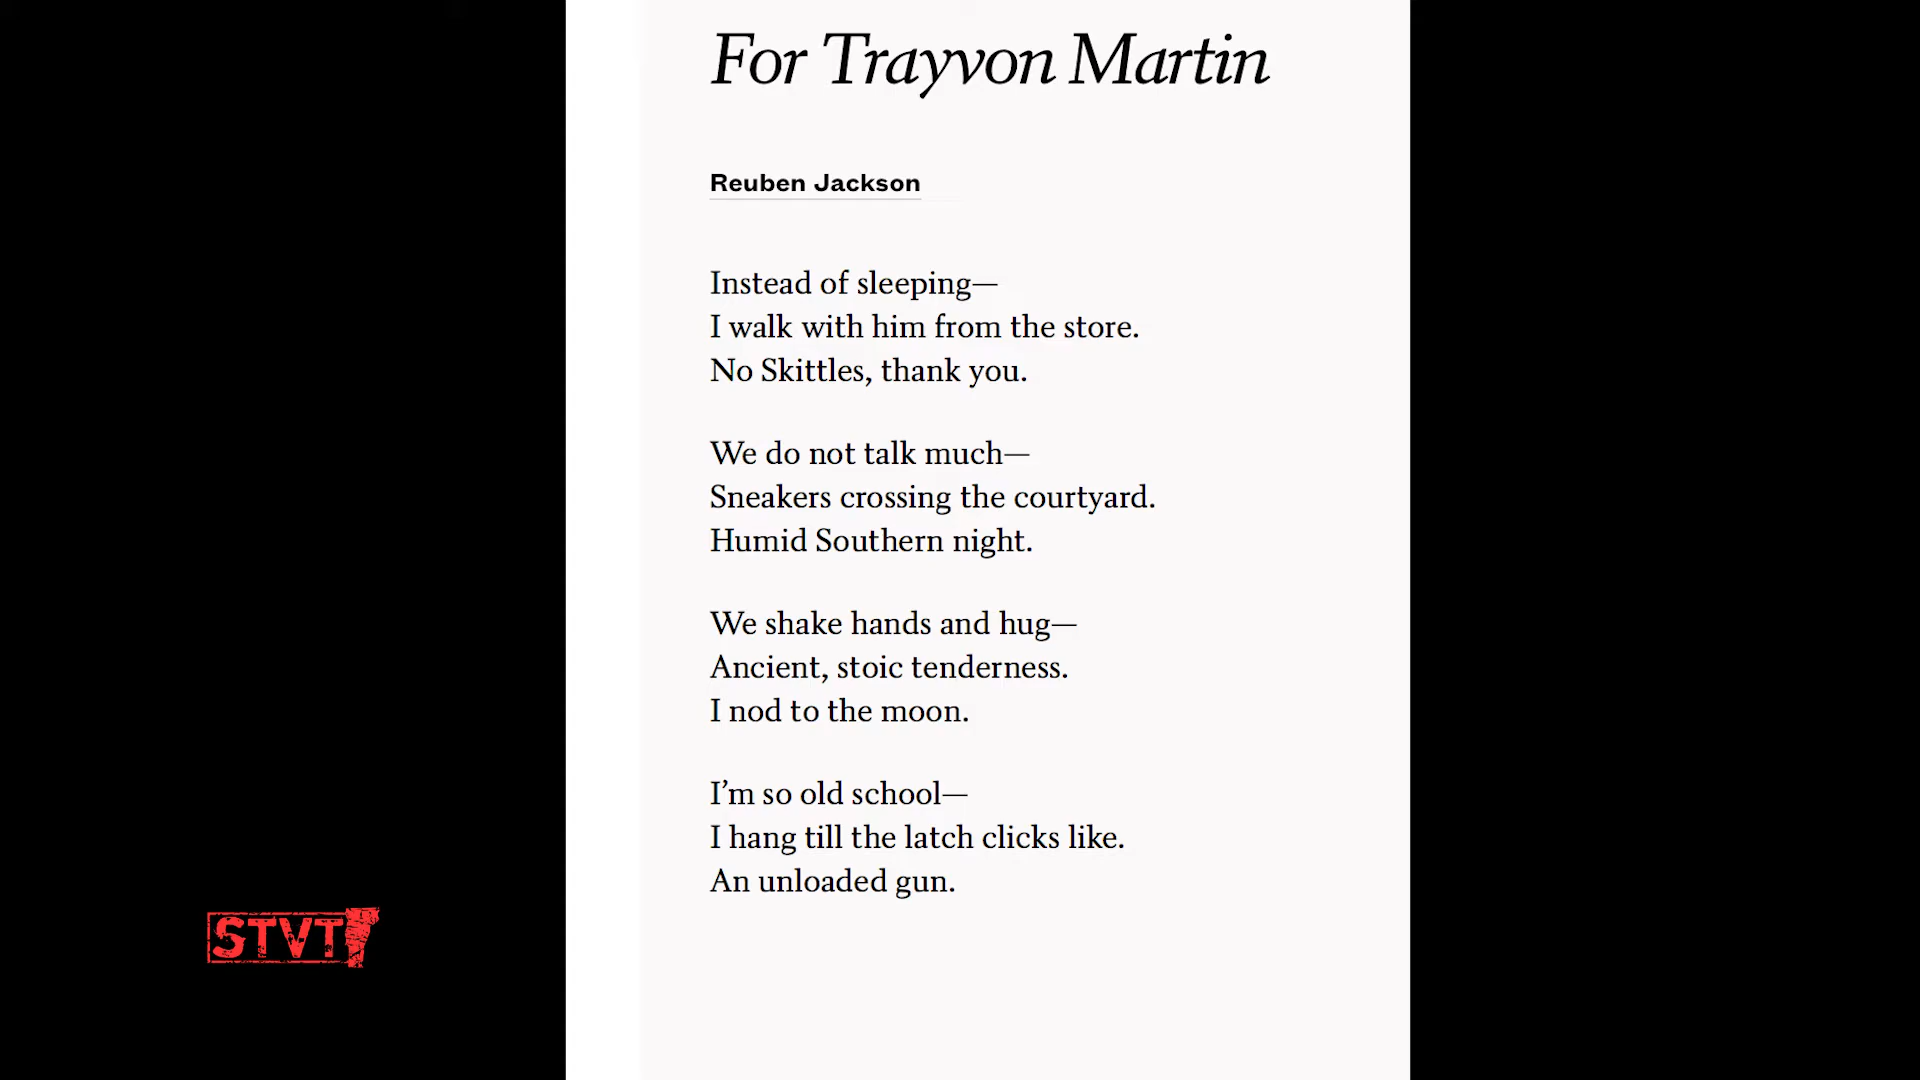 For Trayvon Martin
Reuben Jackson
Instead of sleeping—
I walk with him from the store.
No Skittles, thank you.
We do not talk much—
Sneakers crossing the courtyard.
Humid Southern night.
We shake hands and hug—
Ancient, stoic tenderness.
I nod to the moon.
I’m so old school—
I hang till the latch clicks like.
An unloaded gun.
STVT